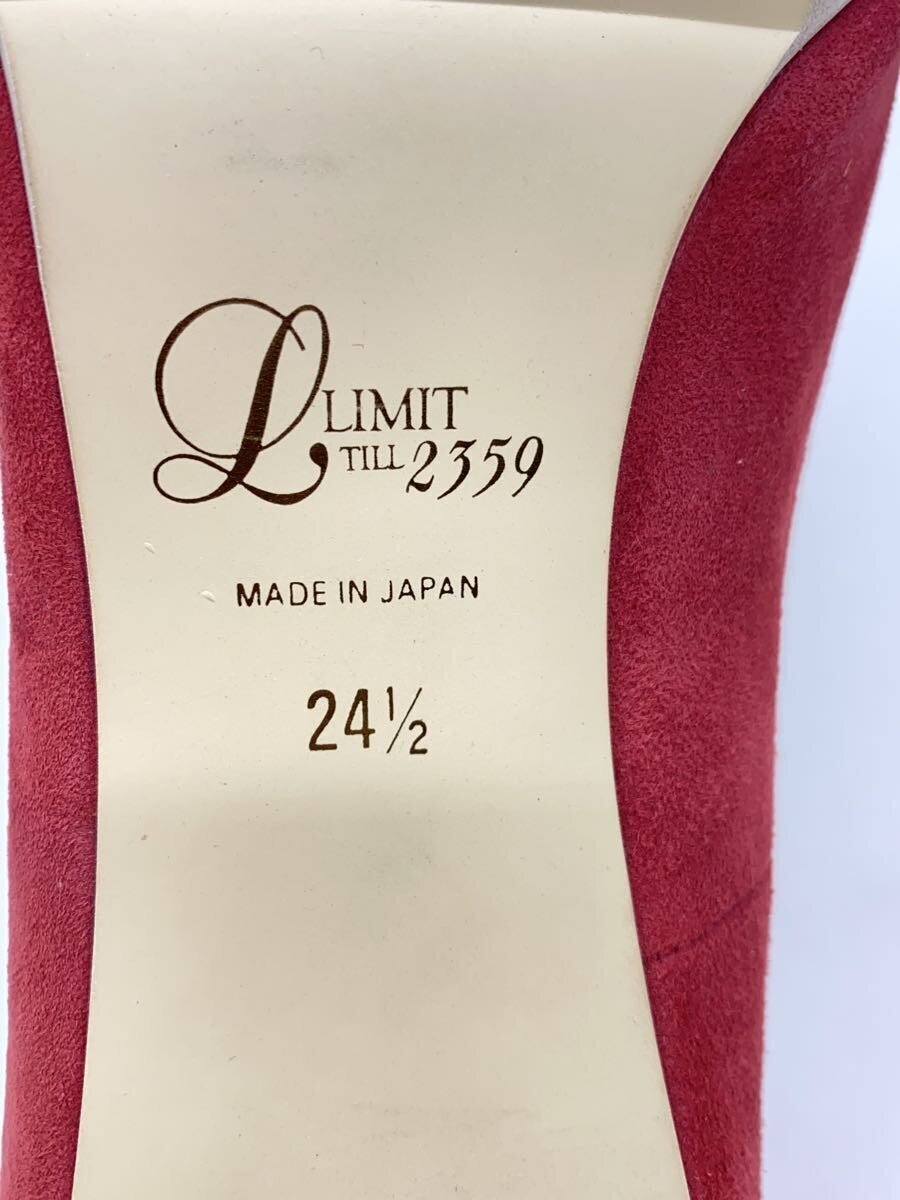 L LIMIT
TILL 2359
MADE IN JAPAN
24½